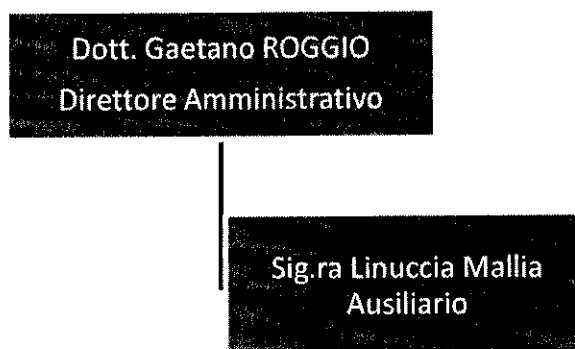 Dott. Gaetano ROGGIO
Direttore Amministrativo
Sig.ra Linuccia Mallia
Ausiliario